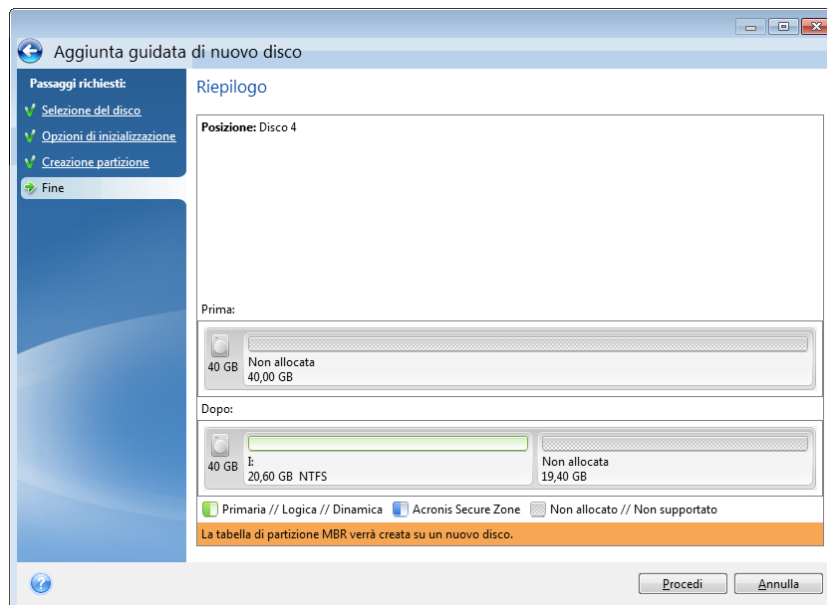 Aggiunta guidata di nuovo disco
Passaggi richiesti:
Selezione del disco
Opzioni di inizializzazione
Creazione partizione
Fine
Riepilogo
Posizione: Disco 4
Prima:
40 GB
Non allocata
40,00 GB
Dopo:
40 GB
I:
20,60 GB NTFS
Non allocata
19,40 GB
Primaria // Logica // Dinamica Acronis Secure Zone Non allocato // Non supportato
La tabella di partizione MBR verrà creata su un nuovo disco.
?
Procedi Annulla